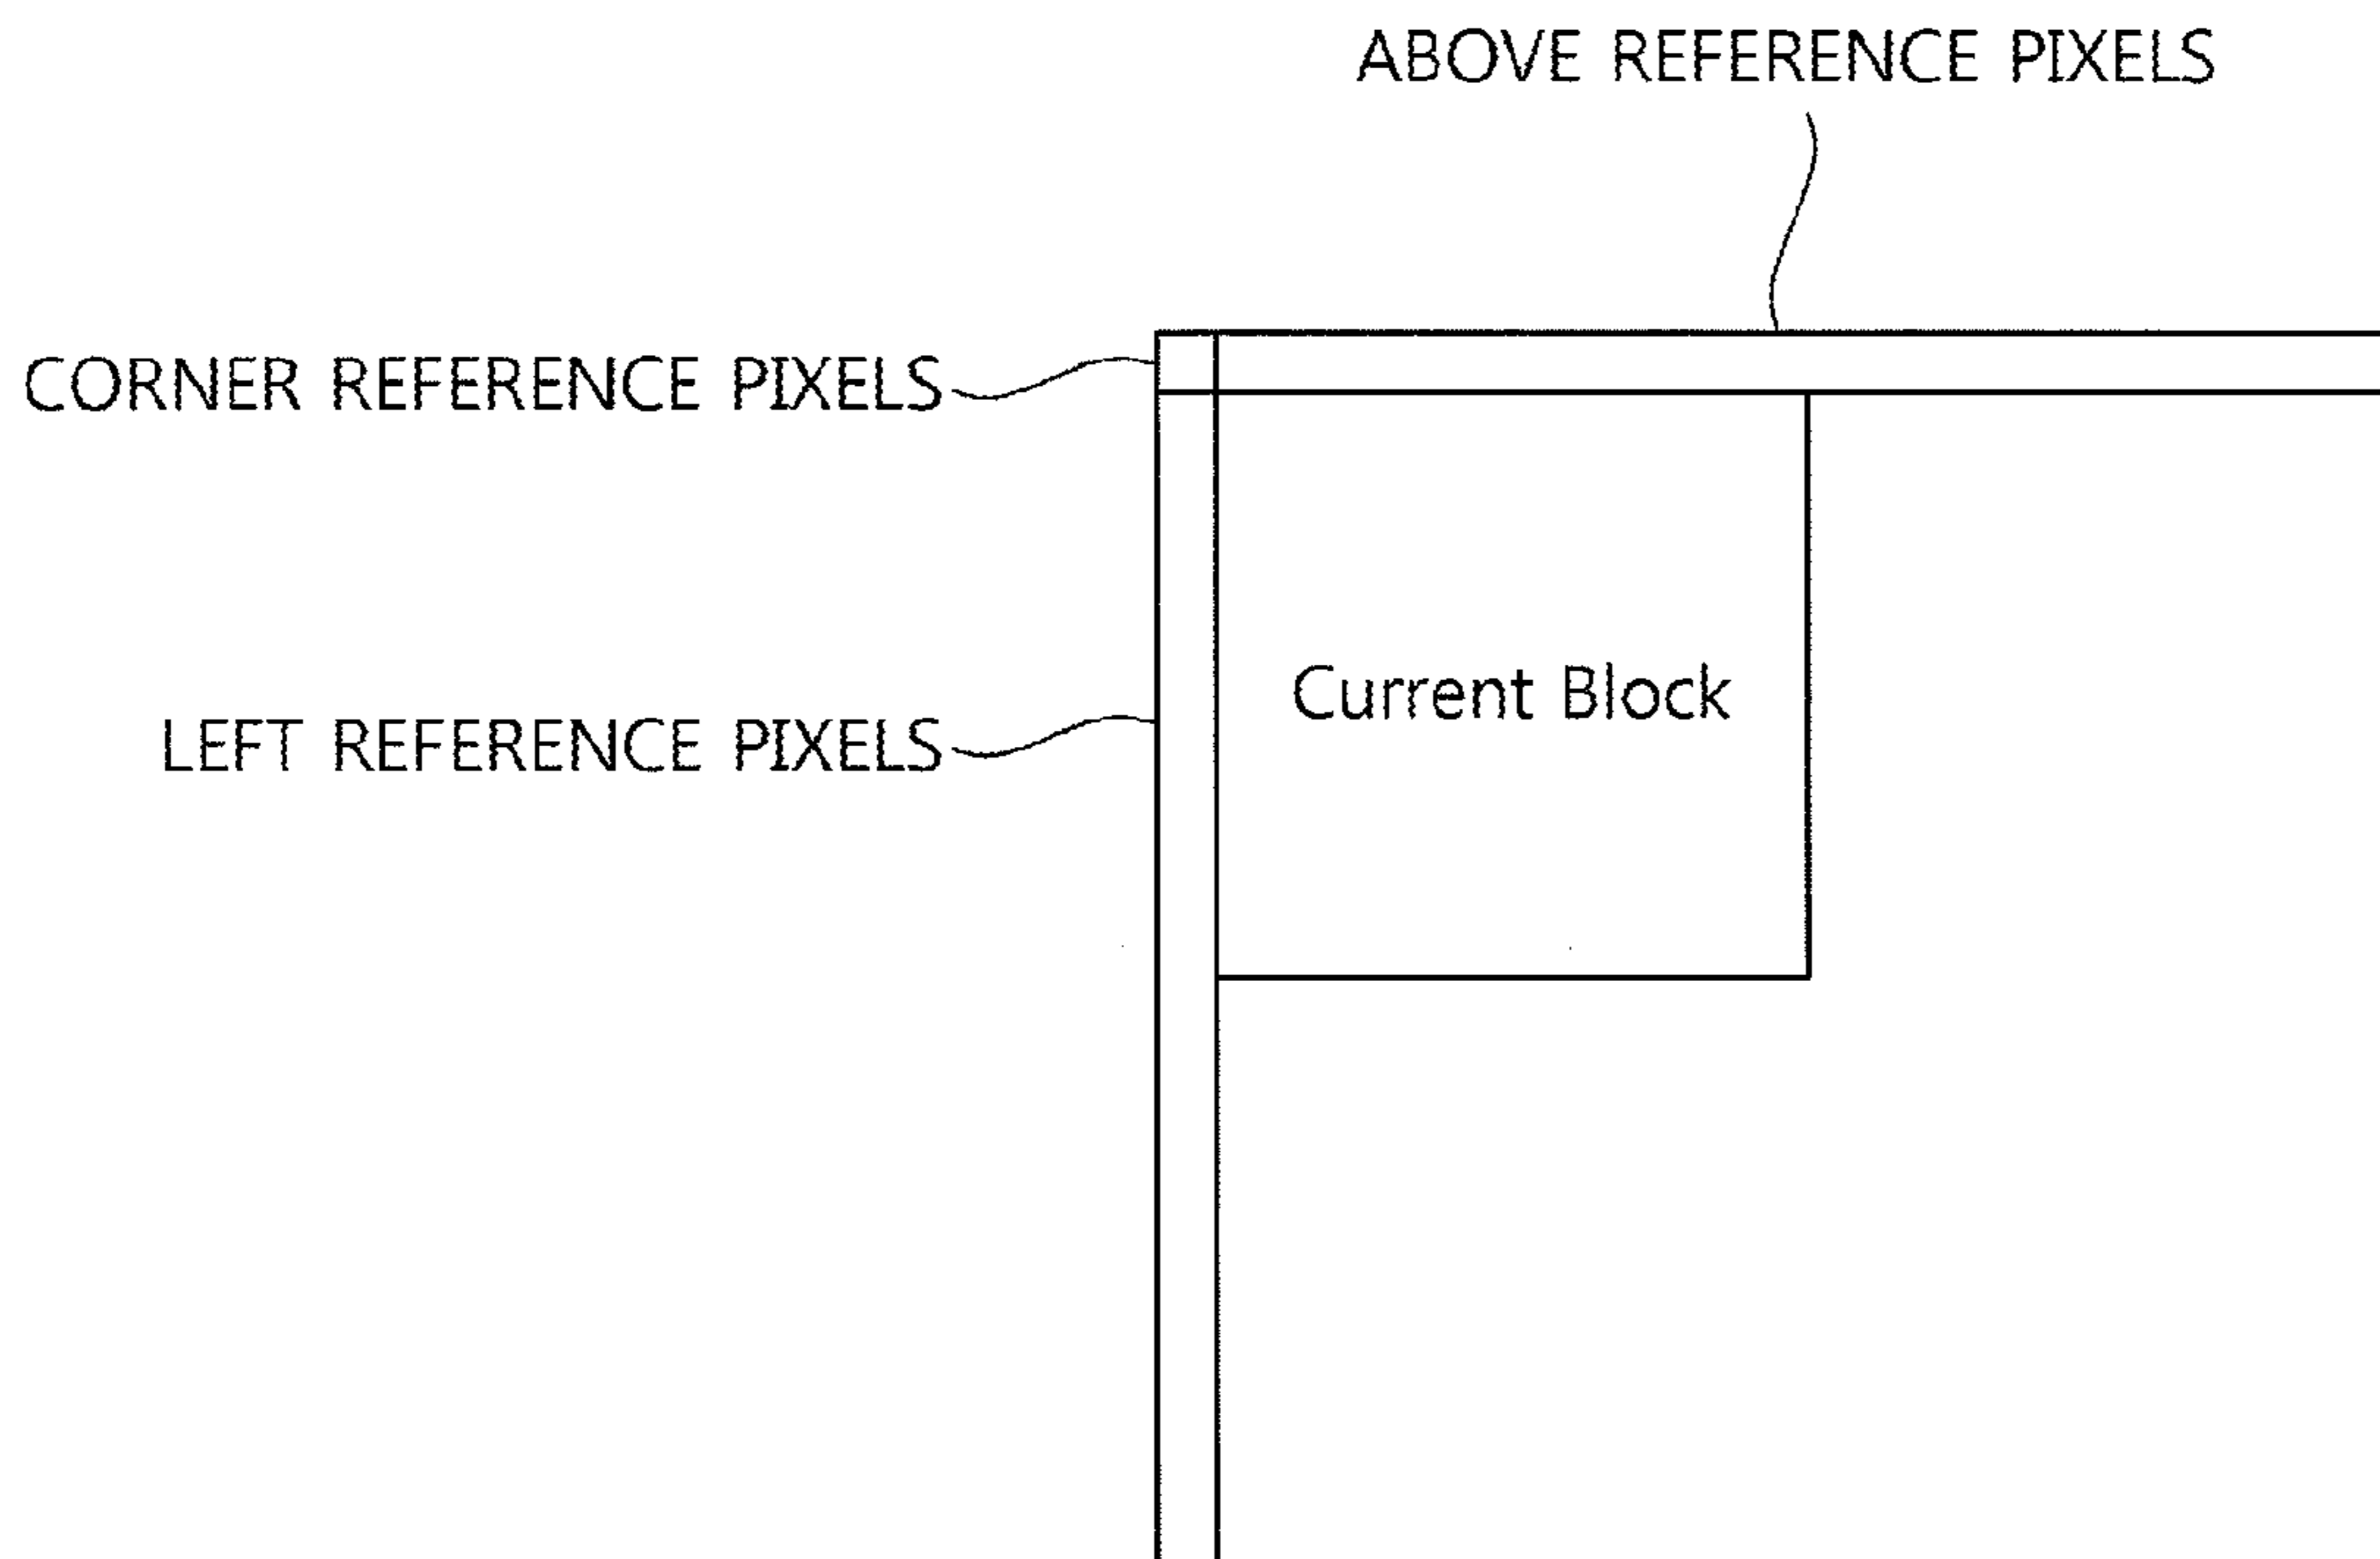 ABOVE REFERENCE PIXELS
CORNER REFERENCE PIXELS
Current Block
LEFT REFERENCE PIXELS